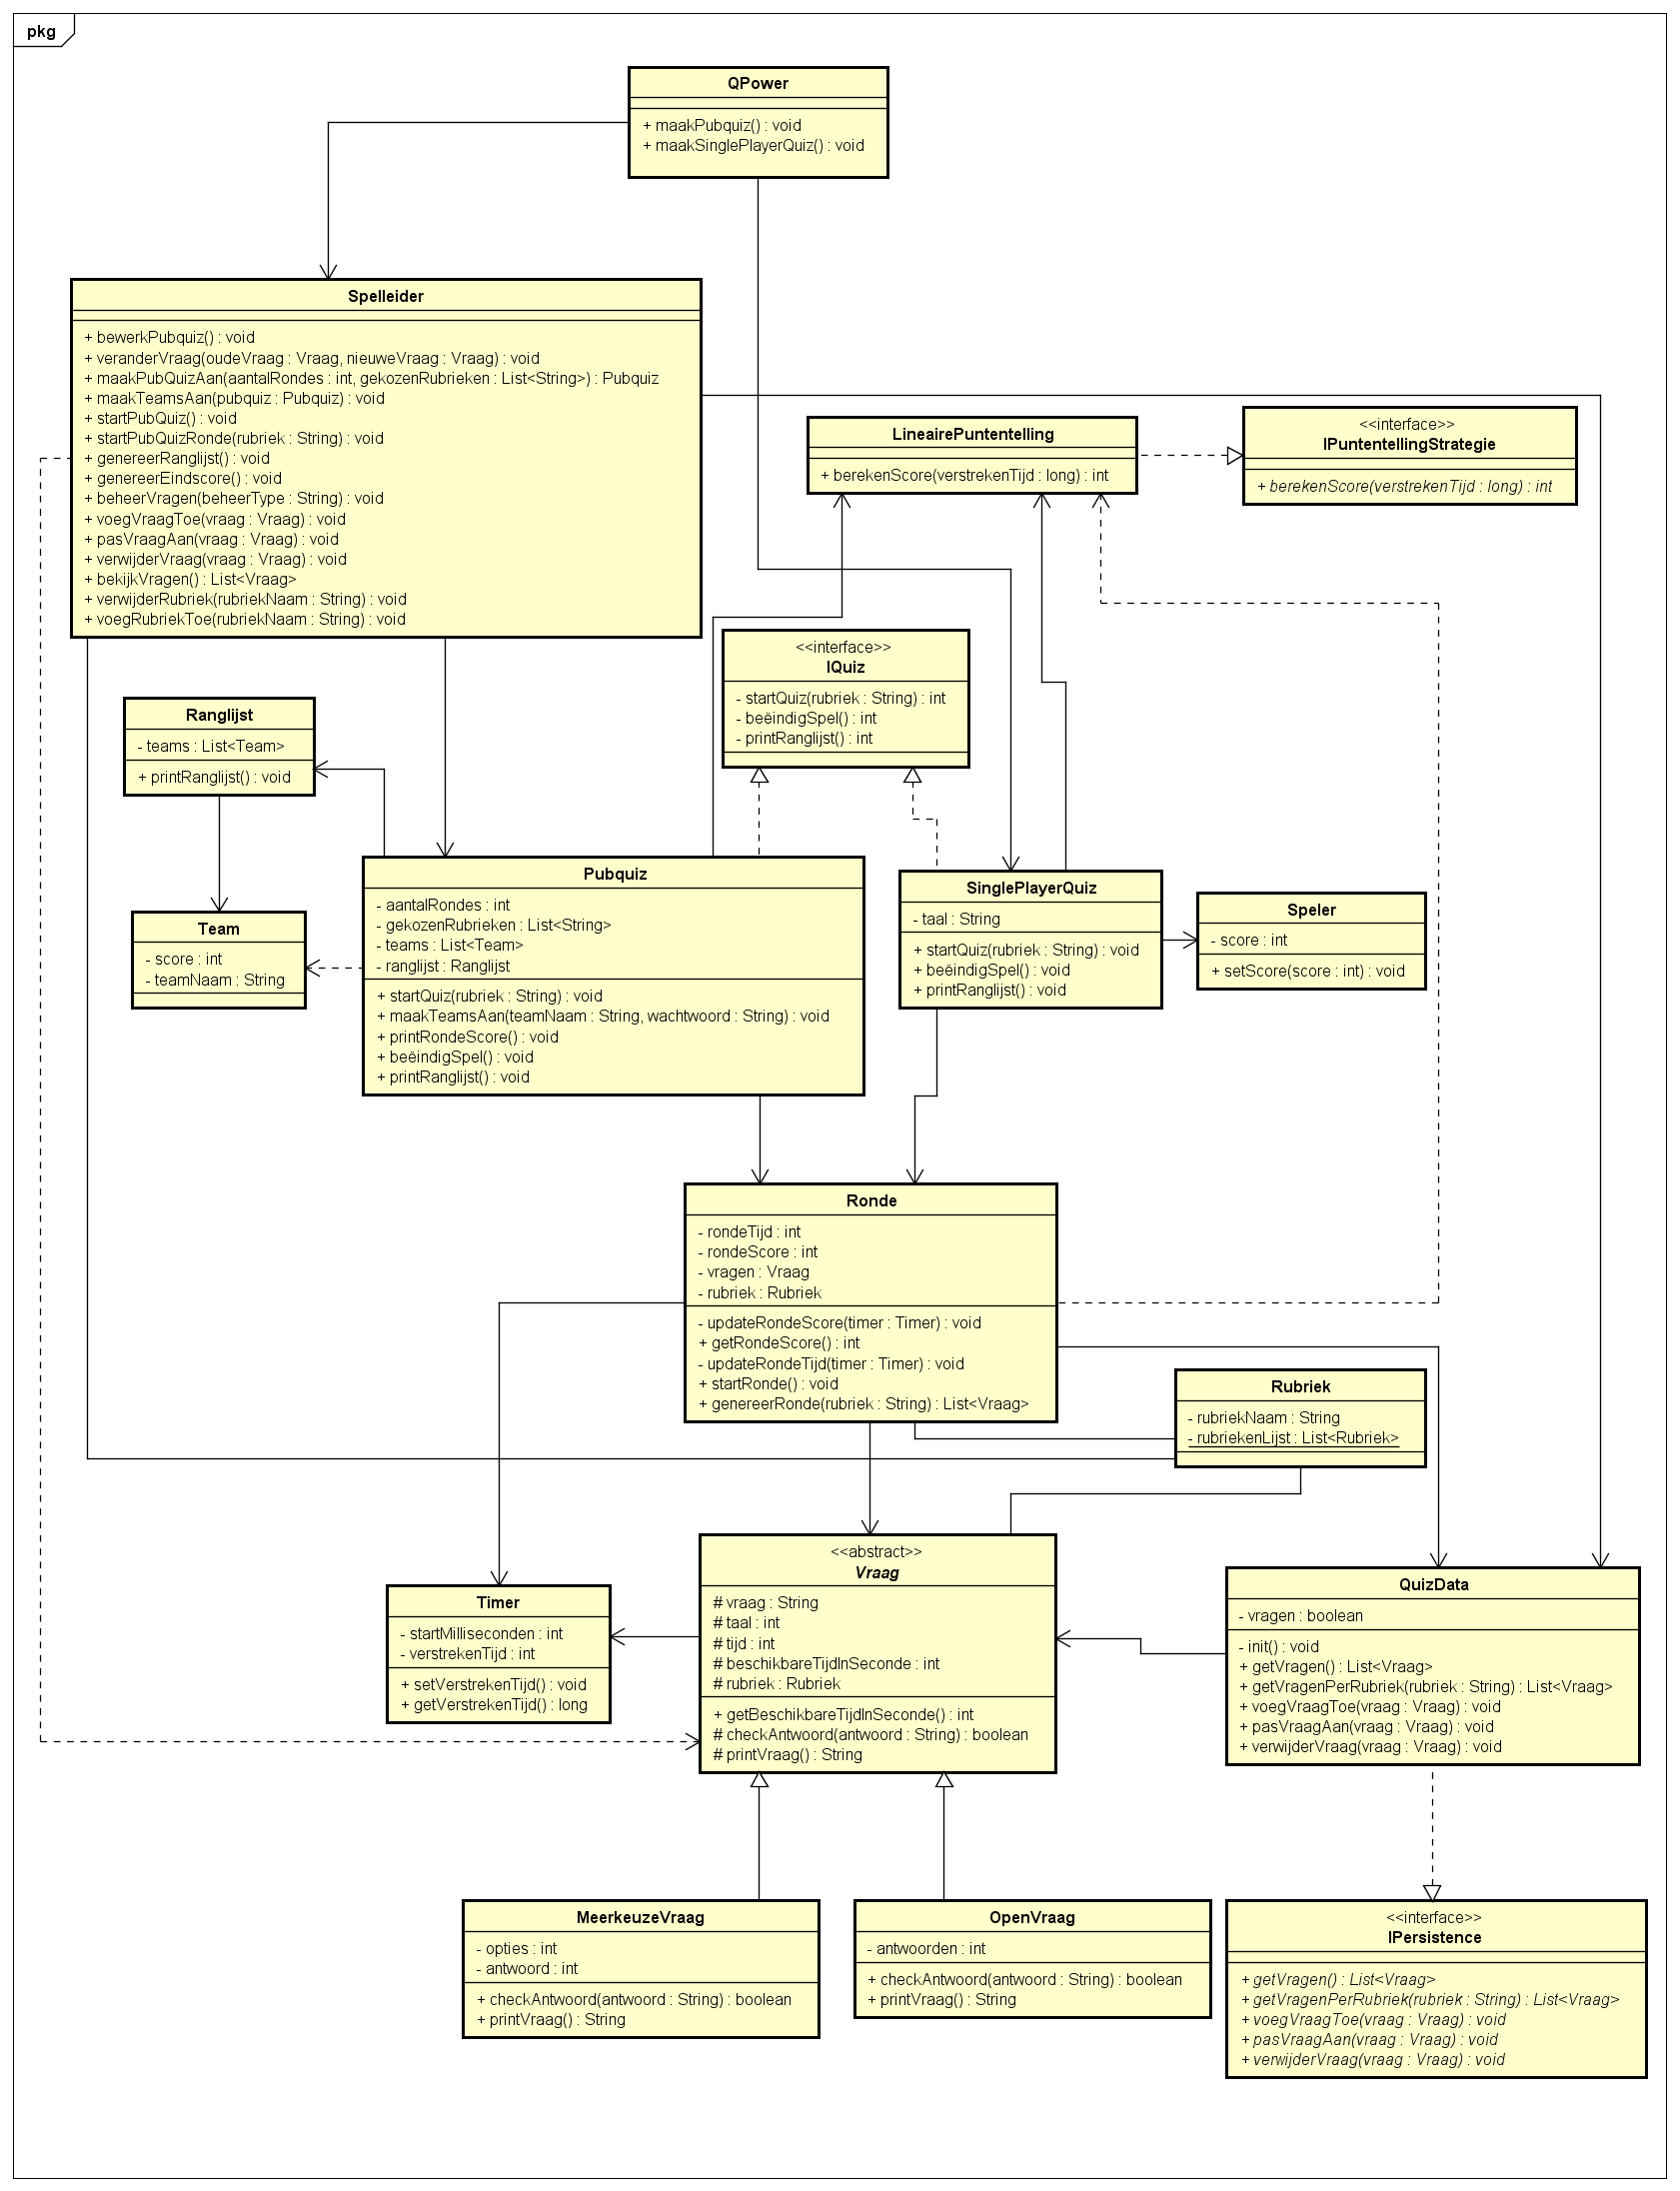 pkg
QPower
+ maakPubquiz() : void
+ maakSinglePlayerQuiz() : void
Spelleider
+ bewerkPubquiz() : void
+ veranderVraag(oudeVraag : Vraag, nieuweVraag : Vraag) : void
+ maakPubQuizAan(aantalRondes : int, gekozenRubrieken : List<String>) : Pubquiz
+ maakTeamsAan(pubquiz : Pubquiz) : void
+ startPubQuiz() : void
+ startPubQuizRonde(rubriek : String) : void
+ genereerRanglijst() : void
+ genereerEindscore() : void
+ beheerVragen(beheerType : String) : void
+ voegVraagToe(vraag : Vraag) : void
+ pasVraagAan(vraag : Vraag) : void
+ verwijderVraag(vraag : Vraag) : void
+ bekijkVragen() : List<Vraag>
+ verwijderRubriek(rubriekNaam : String) : void
+ voegRubriekToe(rubriekNaam : String) : void
LineairePuntentelling
+ berekenScore(verstrekenTijd : long) : int
<<interface>>
IPuntentellingStrategie
+ berekenScore(verstrekenTijd : long) : int
<<interface>>
IQuiz
- startQuiz(rubriek : String) : int
- beëindigSpel() : int
- printRanglijst() : int
Ranglijst
- teams : List<Team>
+ printRanglijst() : void
Pubquiz
- aantalRondes : int
- gekozenRubrieken : List<String>
- teams : List<Team>
- ranglijst : Ranglijst
+ startQuiz(rubriek : String) : void
+ maakTeamsAan(teamNaam : String, wachtwoord : String) : void
+ printRondeScore() : void
+ beëindigSpel() : void
+ printRanglijst() : void
SinglePlayerQuiz
- taal : String
+ startQuiz(rubriek : String) : void
+ beëindigSpel() : void
+ printRanglijst() : void
Speler
- score : int
+ setScore(score : int) : void
Team
- score : int
- teamNaam : String
Ronde
- rondeTijd : int
- rondeScore : int
- vragen : Vraag
- rubriek : Rubriek
- updateRondeScore(timer : Timer) : void
+ getRondeScore() : int
- updateRondeTijd(timer : Timer) : void
+ startRonde() : void
+ genereerRonde(rubriek : String) : List<Vraag>
Rubriek
- rubriekNaam : String
- rubriekenLijst : List<Rubriek>
<<abstract>>
Vraag
# vraag : String
# taal : int
# tijd : int
# beschikbareTijdInSeconde : int
# rubriek : Rubriek
+ getBeschikbareTijdInSeconde() : int
# checkAntwoord(antwoord : String) : boolean
# printVraag() : String
Timer
- startMilliseconden : int
- verstrekenTijd : int
+ setVerstrekenTijd() : void
+ getVerstrekenTijd() : long
QuizData
- vragen : boolean
- init() : void
+ getVragen() : List<Vraag>
+ getVragenPerRubriek(rubriek : String) : List<Vraag>
+ voegVraagToe(vraag : Vraag) : void
+ pasVraagAan(vraag : Vraag) : void
+ verwijderVraag(vraag : Vraag) : void
MeerkeuzeVraag
- opties : int
- antwoord : int
+ checkAntwoord(antwoord : String) : boolean
+ printVraag() : String
OpenVraag
- antwoorden : int
+ checkAntwoord(antwoord : String) : boolean
+ printVraag() : String
<<interface>>
IPersistence
+ getVragen() : List<Vraag>
+ getVragenPerRubriek(rubriek : String) : List<Vraag>
+ voegVraagToe(vraag : Vraag) : void
+ pasVraagAan(vraag : Vraag) : void
+ verwijderVraag(vraag : Vraag) : void